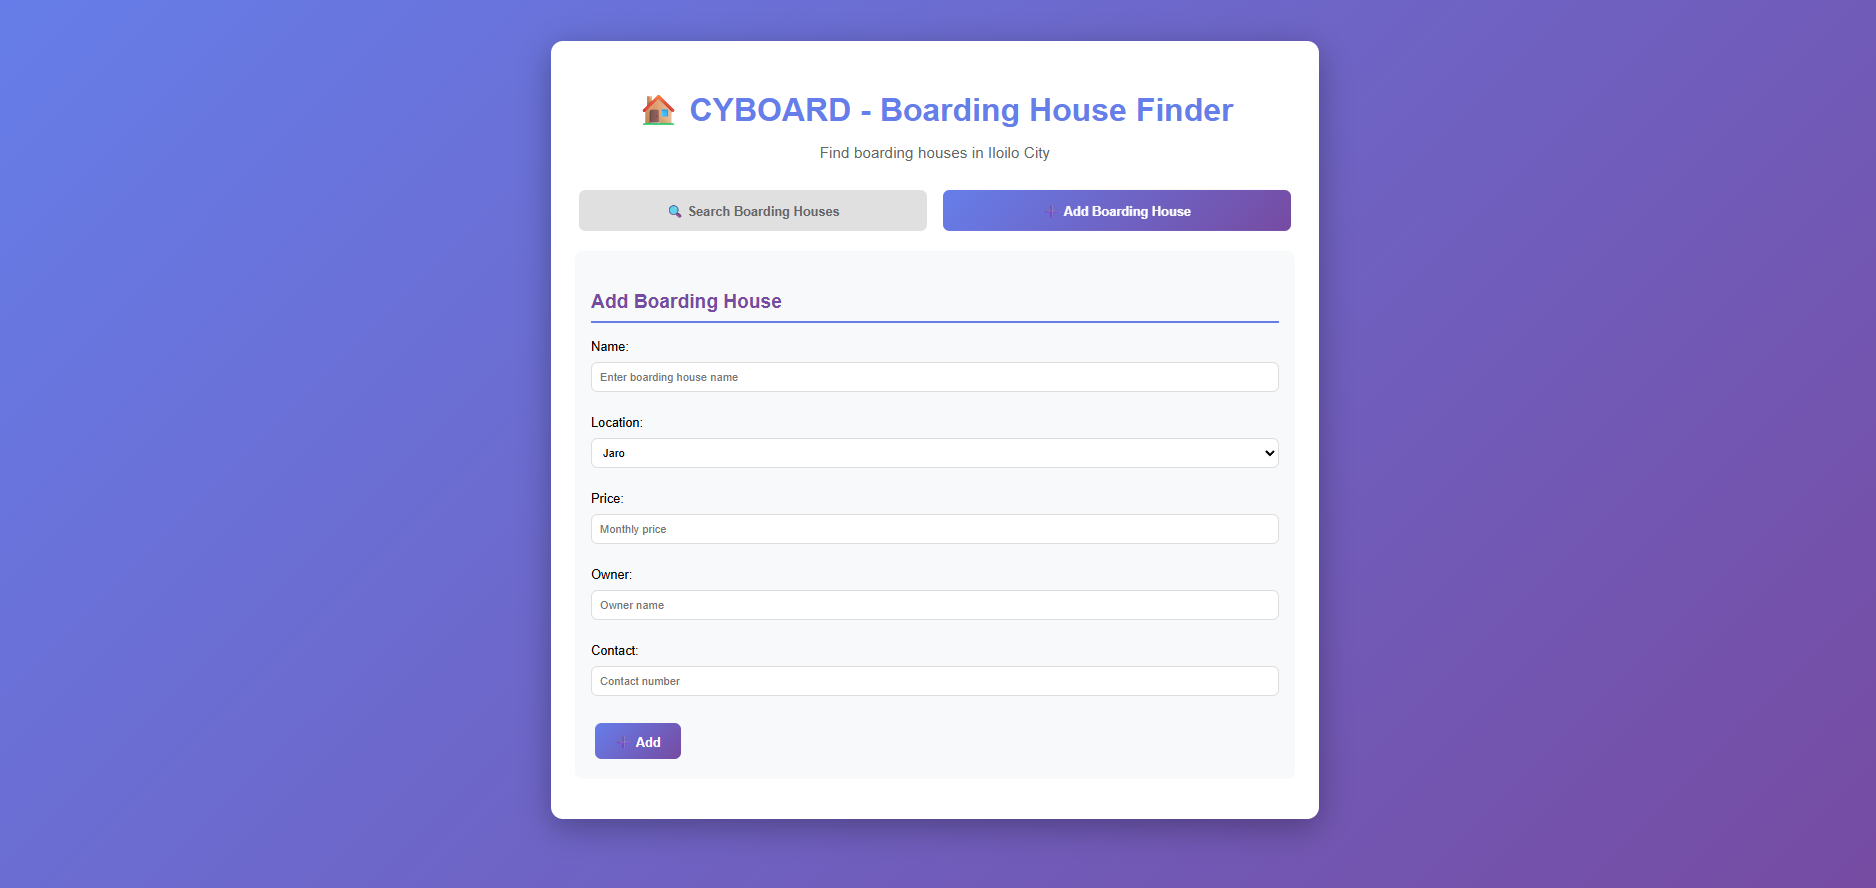 🏠 CYBOARD - Boarding House Finder
Find boarding houses in Iloilo City
🔍 Search Boarding Houses
➕ Add Boarding House
Add Boarding House
Name:
Enter boarding house name
Location:
Jaro
Price:
Monthly price
Owner:
Owner name
Contact:
Contact number
➕ Add